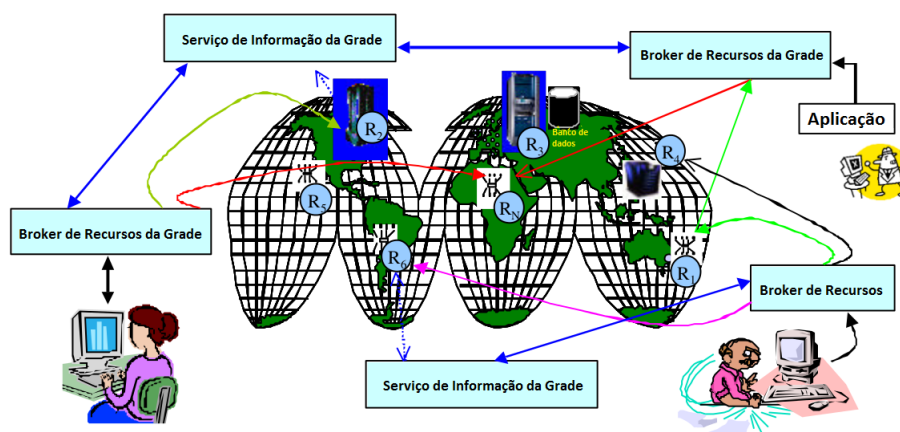 Serviço de Informação da Grade
Broker de Recursos da Grade
Aplicação
R2
R3
Banco de
dados
R4
R5
RN
Broker de Recursos da Grade
R6
R1
Broker de Recursos
Serviço de Informação da Grade